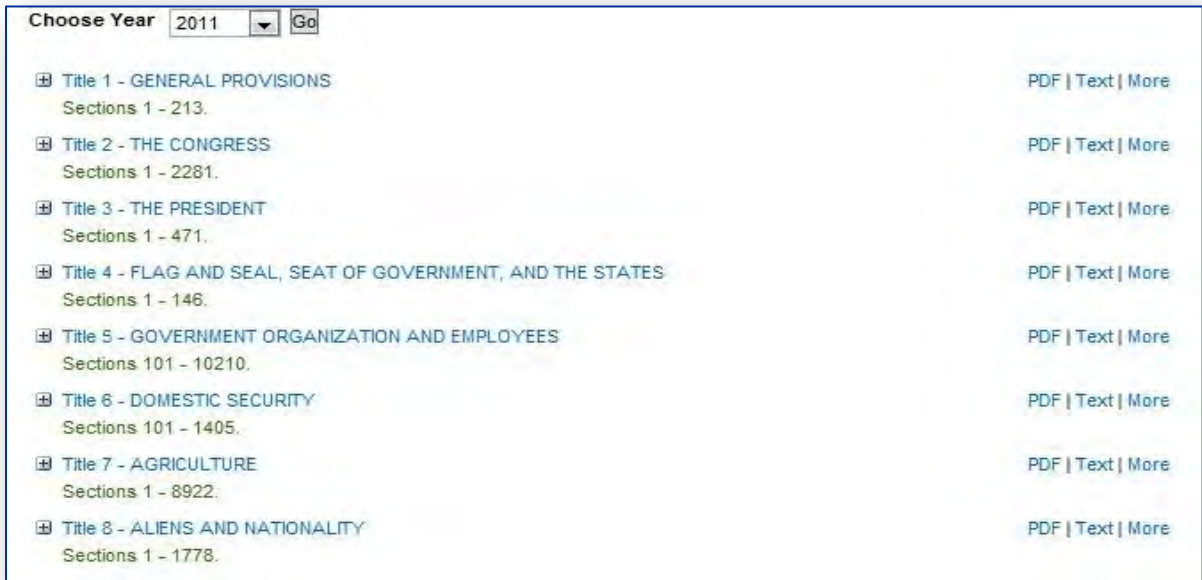 Choose Year 2011 Go
Title 1 - GENERAL PROVISIONS PDF | Text | More
Sections 1 - 213.
Title 2 - THE CONGRESS PDF | Text | More
Sections 1 - 2281.
Title 3 - THE PRESIDENT PDF | Text | More
Sections 1 - 471.
Title 4 - FLAG AND SEAL, SEAT OF GOVERNMENT, AND THE STATES PDF | Text | More
Sections 1 - 146.
Title 5 - GOVERNMENT ORGANIZATION AND EMPLOYEES PDF | Text | More
Sections 101 - 10210.
Title 6 - DOMESTIC SECURITY PDF | Text | More
Sections 101 - 1405.
Title 7 - AGRICULTURE PDF | Text | More
Sections 1 - 8922.
Title 8 - ALIENS AND NATIONALITY PDF | Text | More
Sections 1 - 1778.